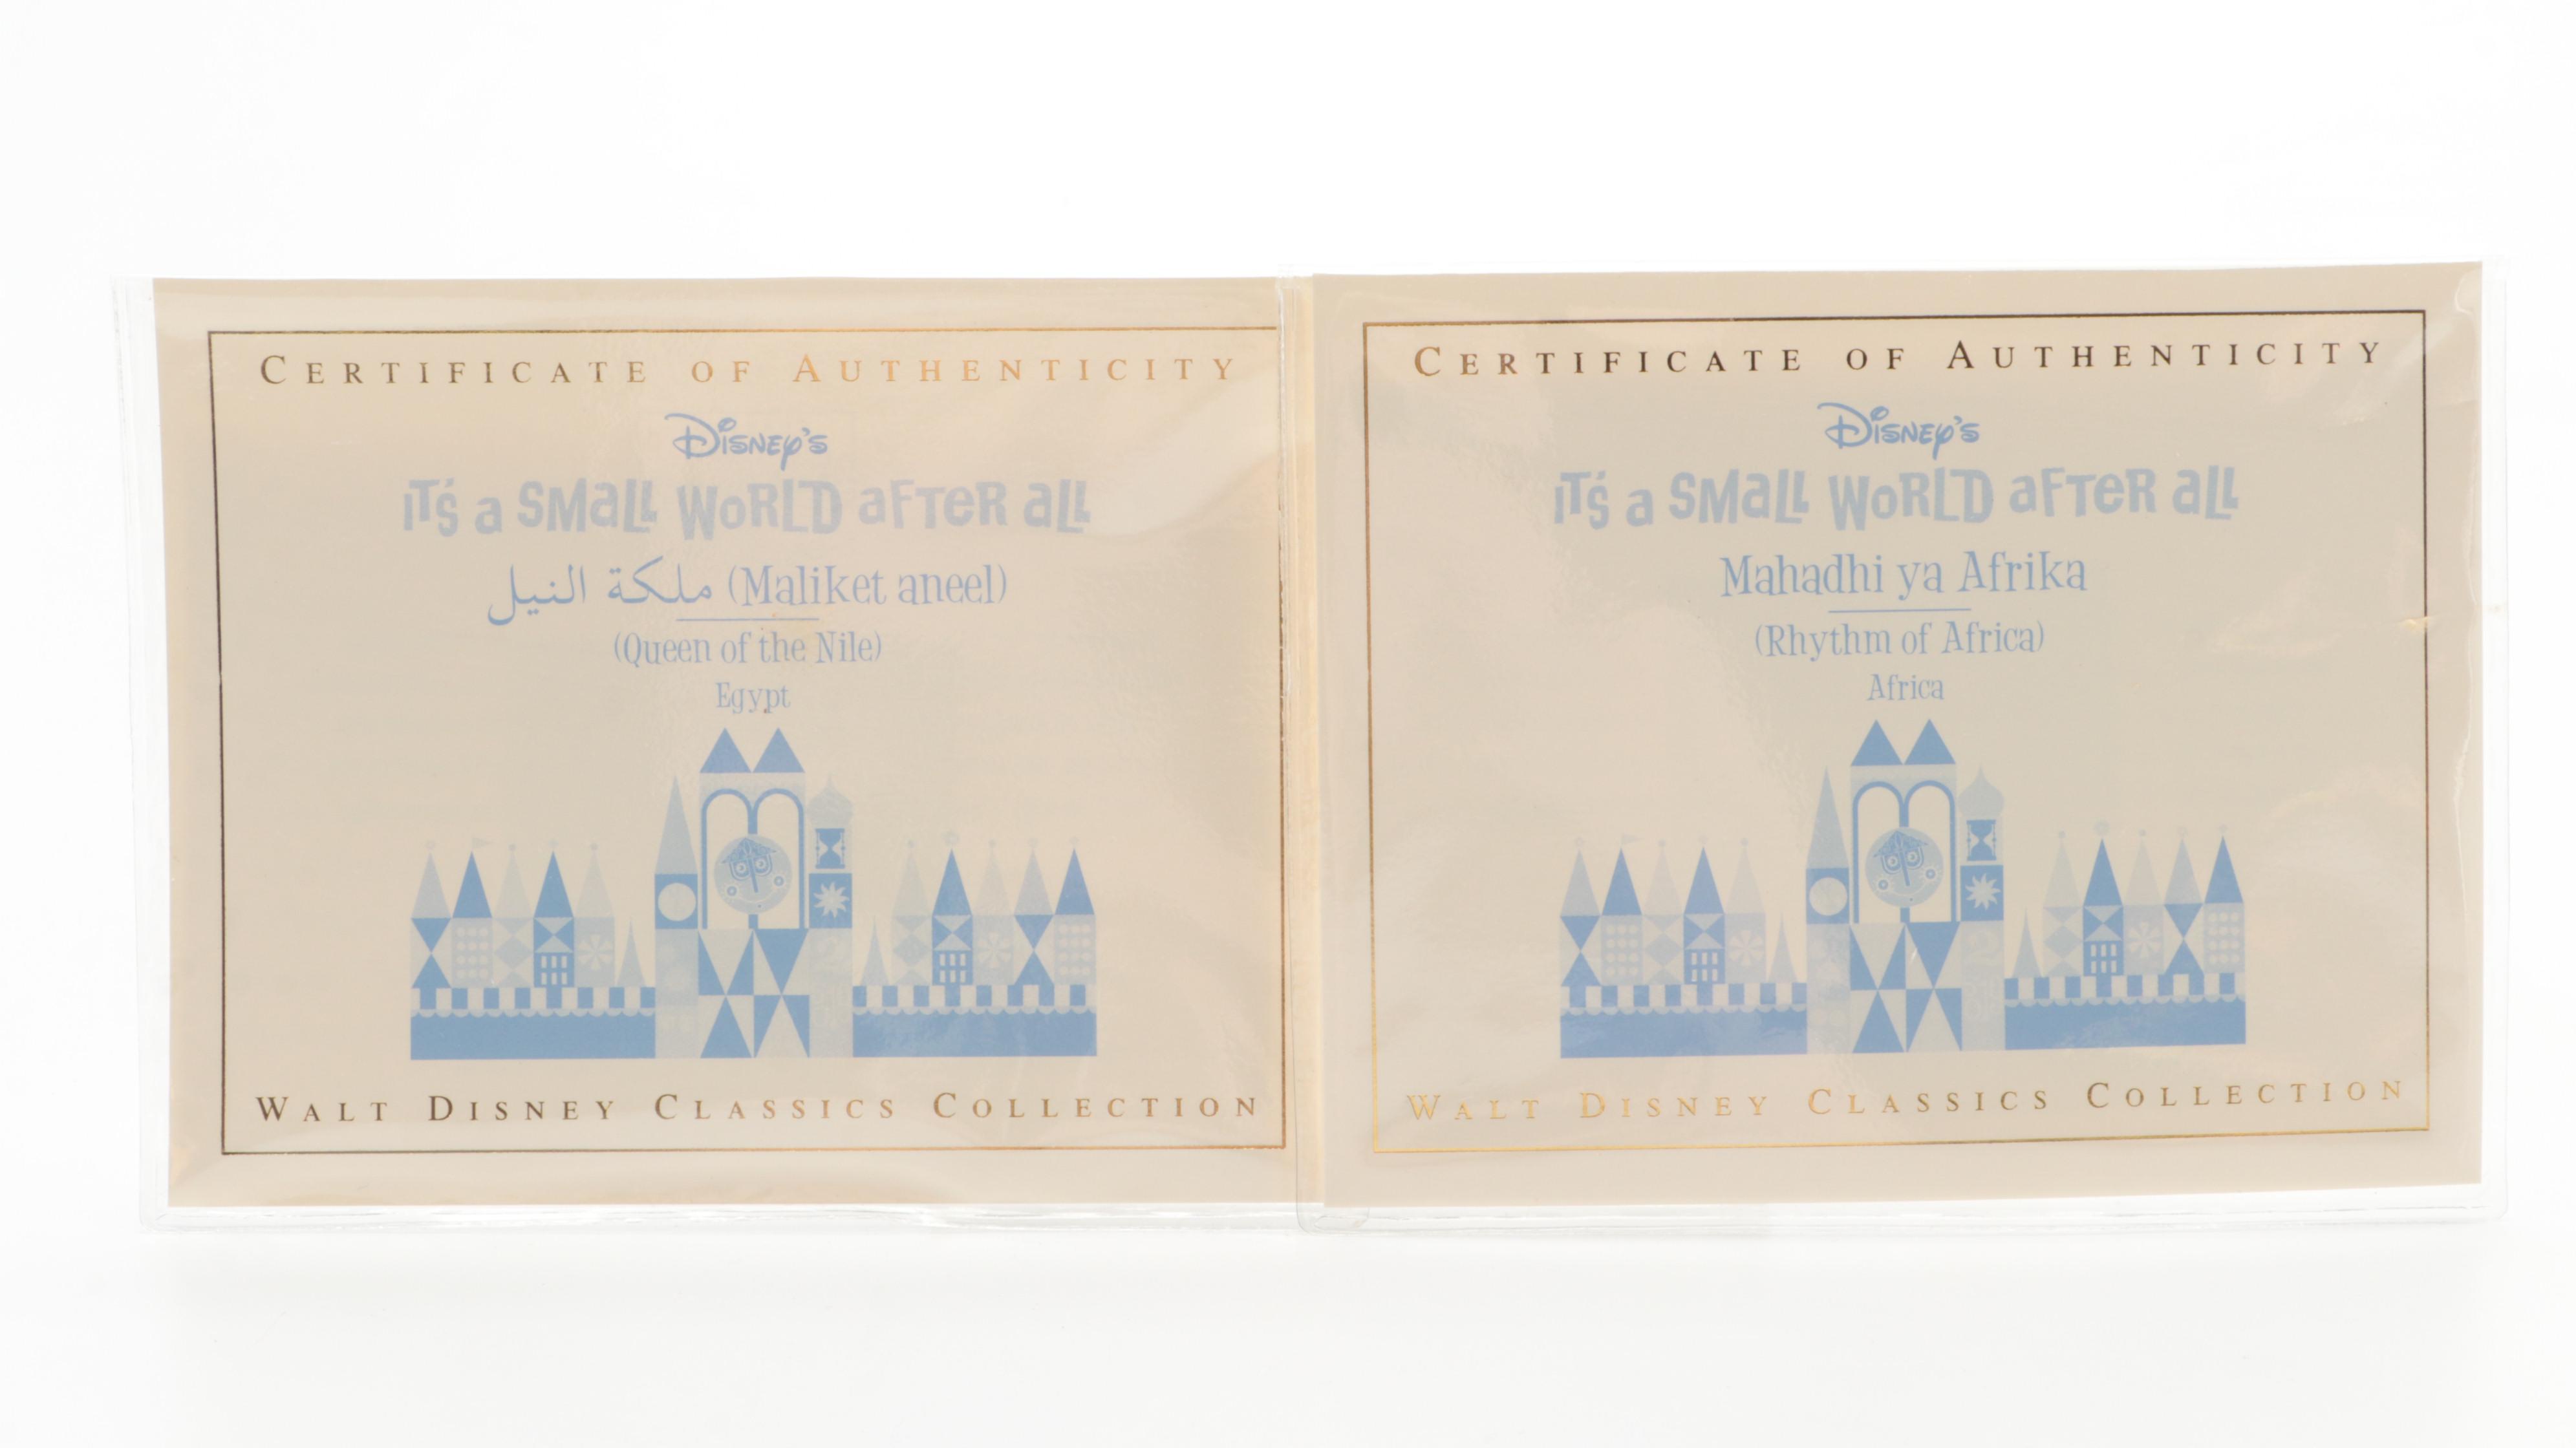 CERTIFICATE OF AUTHENTICITY
DISNEY'S
IT'S A SMALL WORLD AFTER ALL
ملكة النيل (Maliket aneel)
(Queen of the Nile)
Egypt
WALT DISNEY CLASSICS COLLECTION
CERTIFICATE OF AUTHENTICITY
DISNEY'S
IT'S A SMALL WORLD AFTER ALL
Mahadhi ya Afrika
(Rhythm of Africa)
Africa
WALT DISNEY CLASSICS COLLECTION